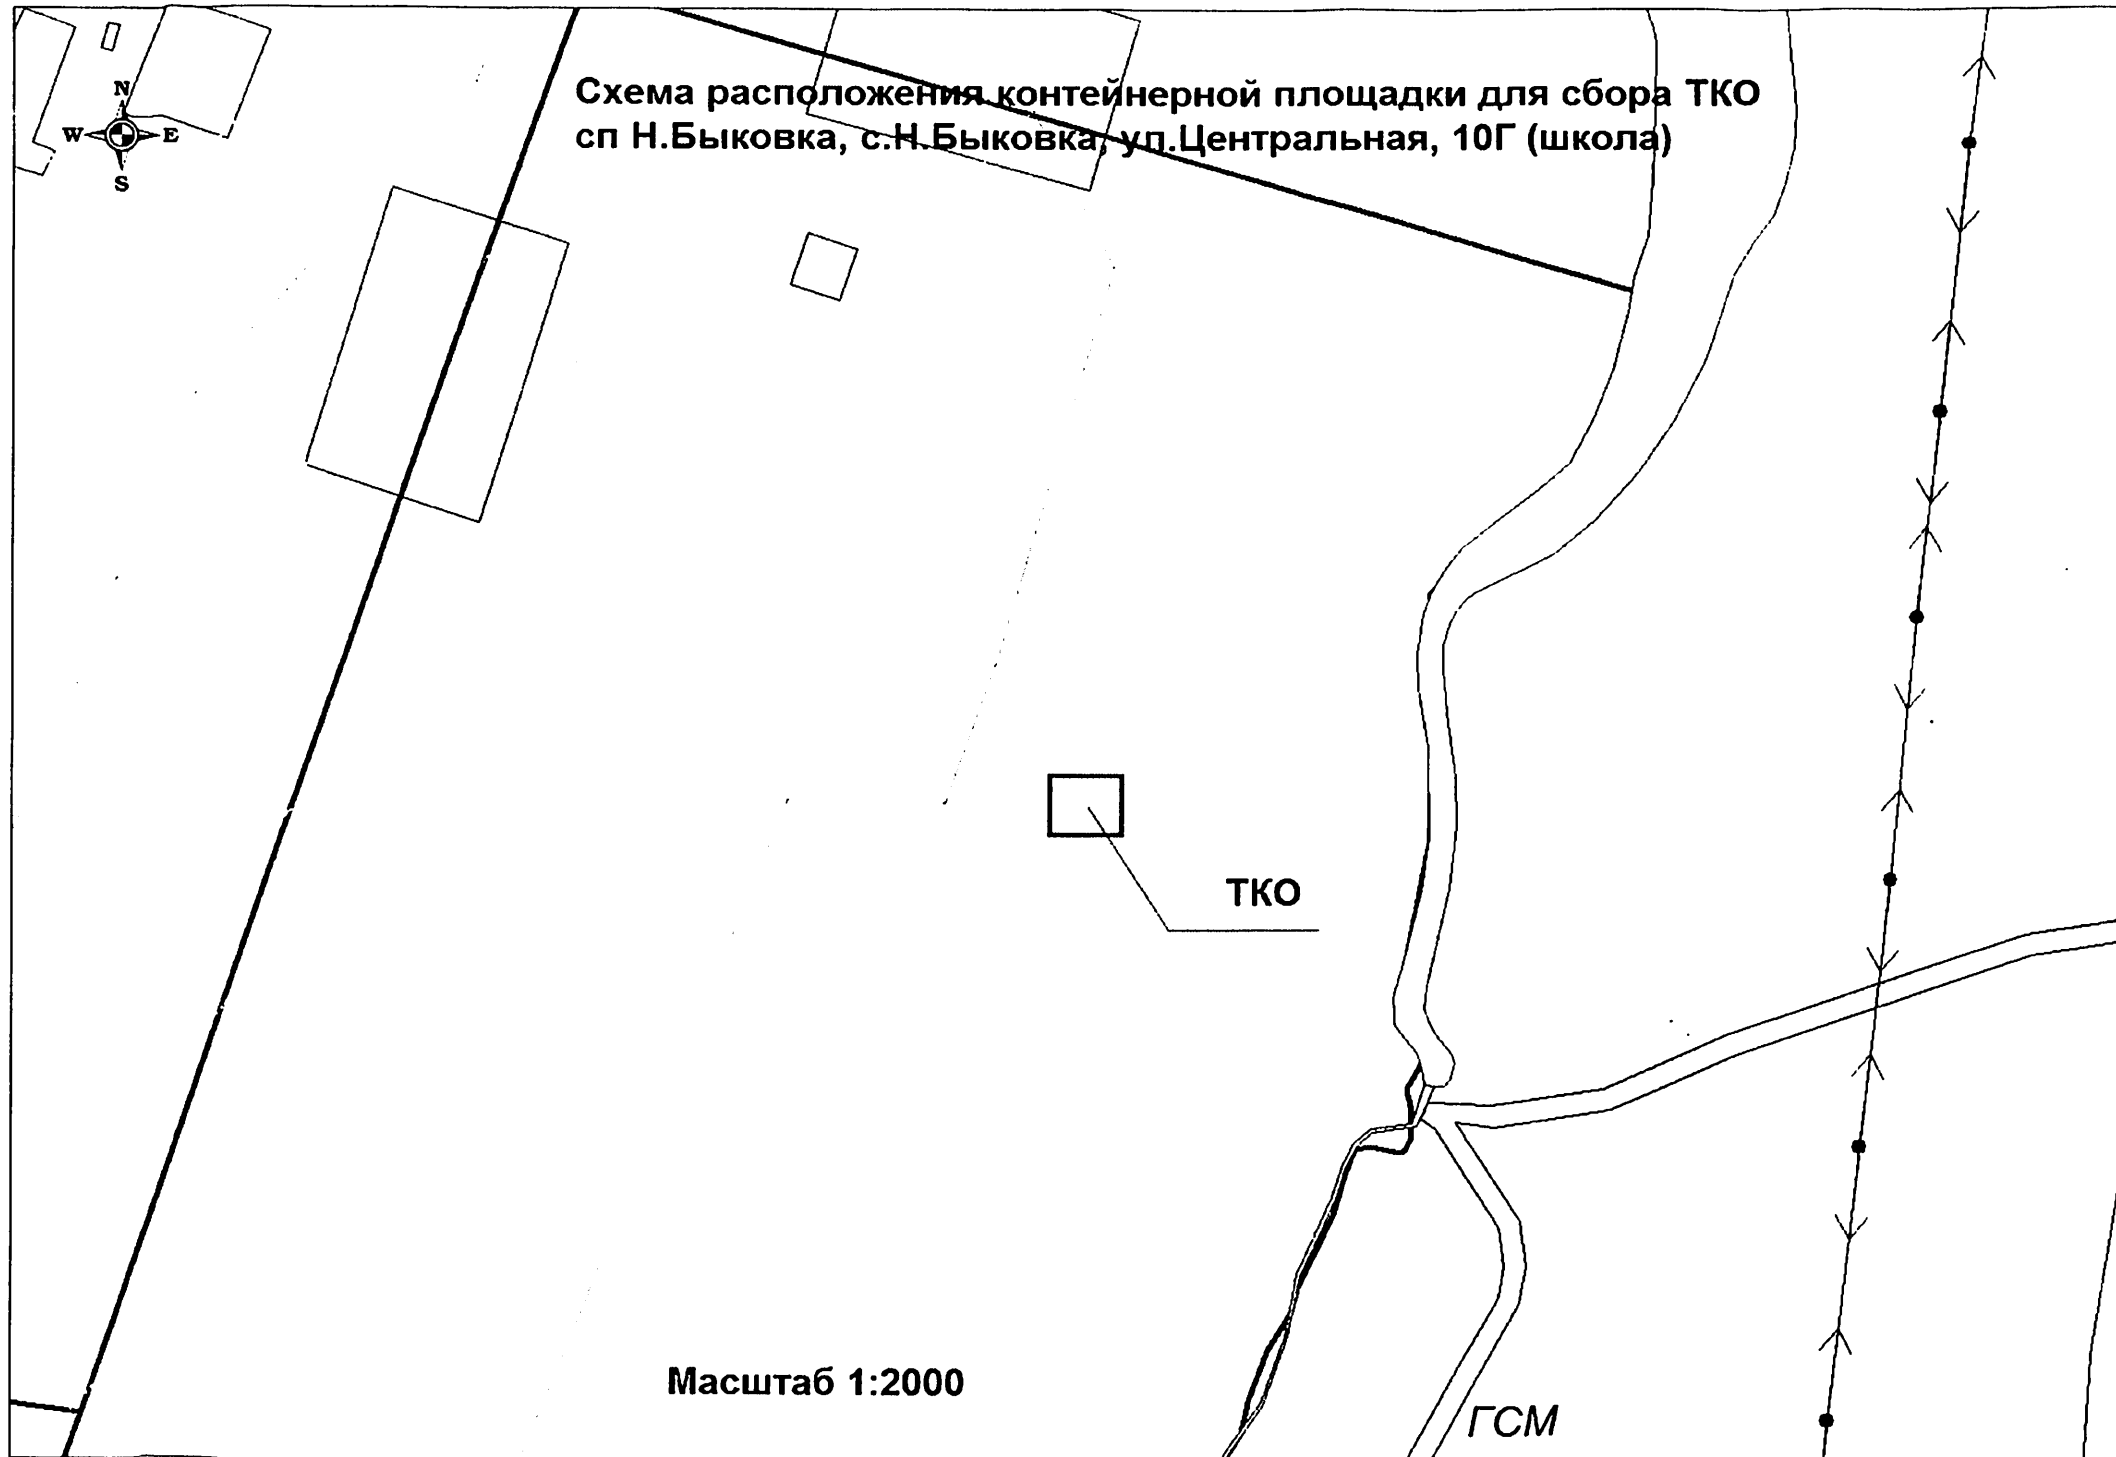 Схема расположения контейнерной площадки для сбора ТКО
сп Н.Быковка, с.Н.Быковка, ул.Центральная, 10Г (школа)
N
W E
S
ТКО
Масштаб 1:2000
ГСМ